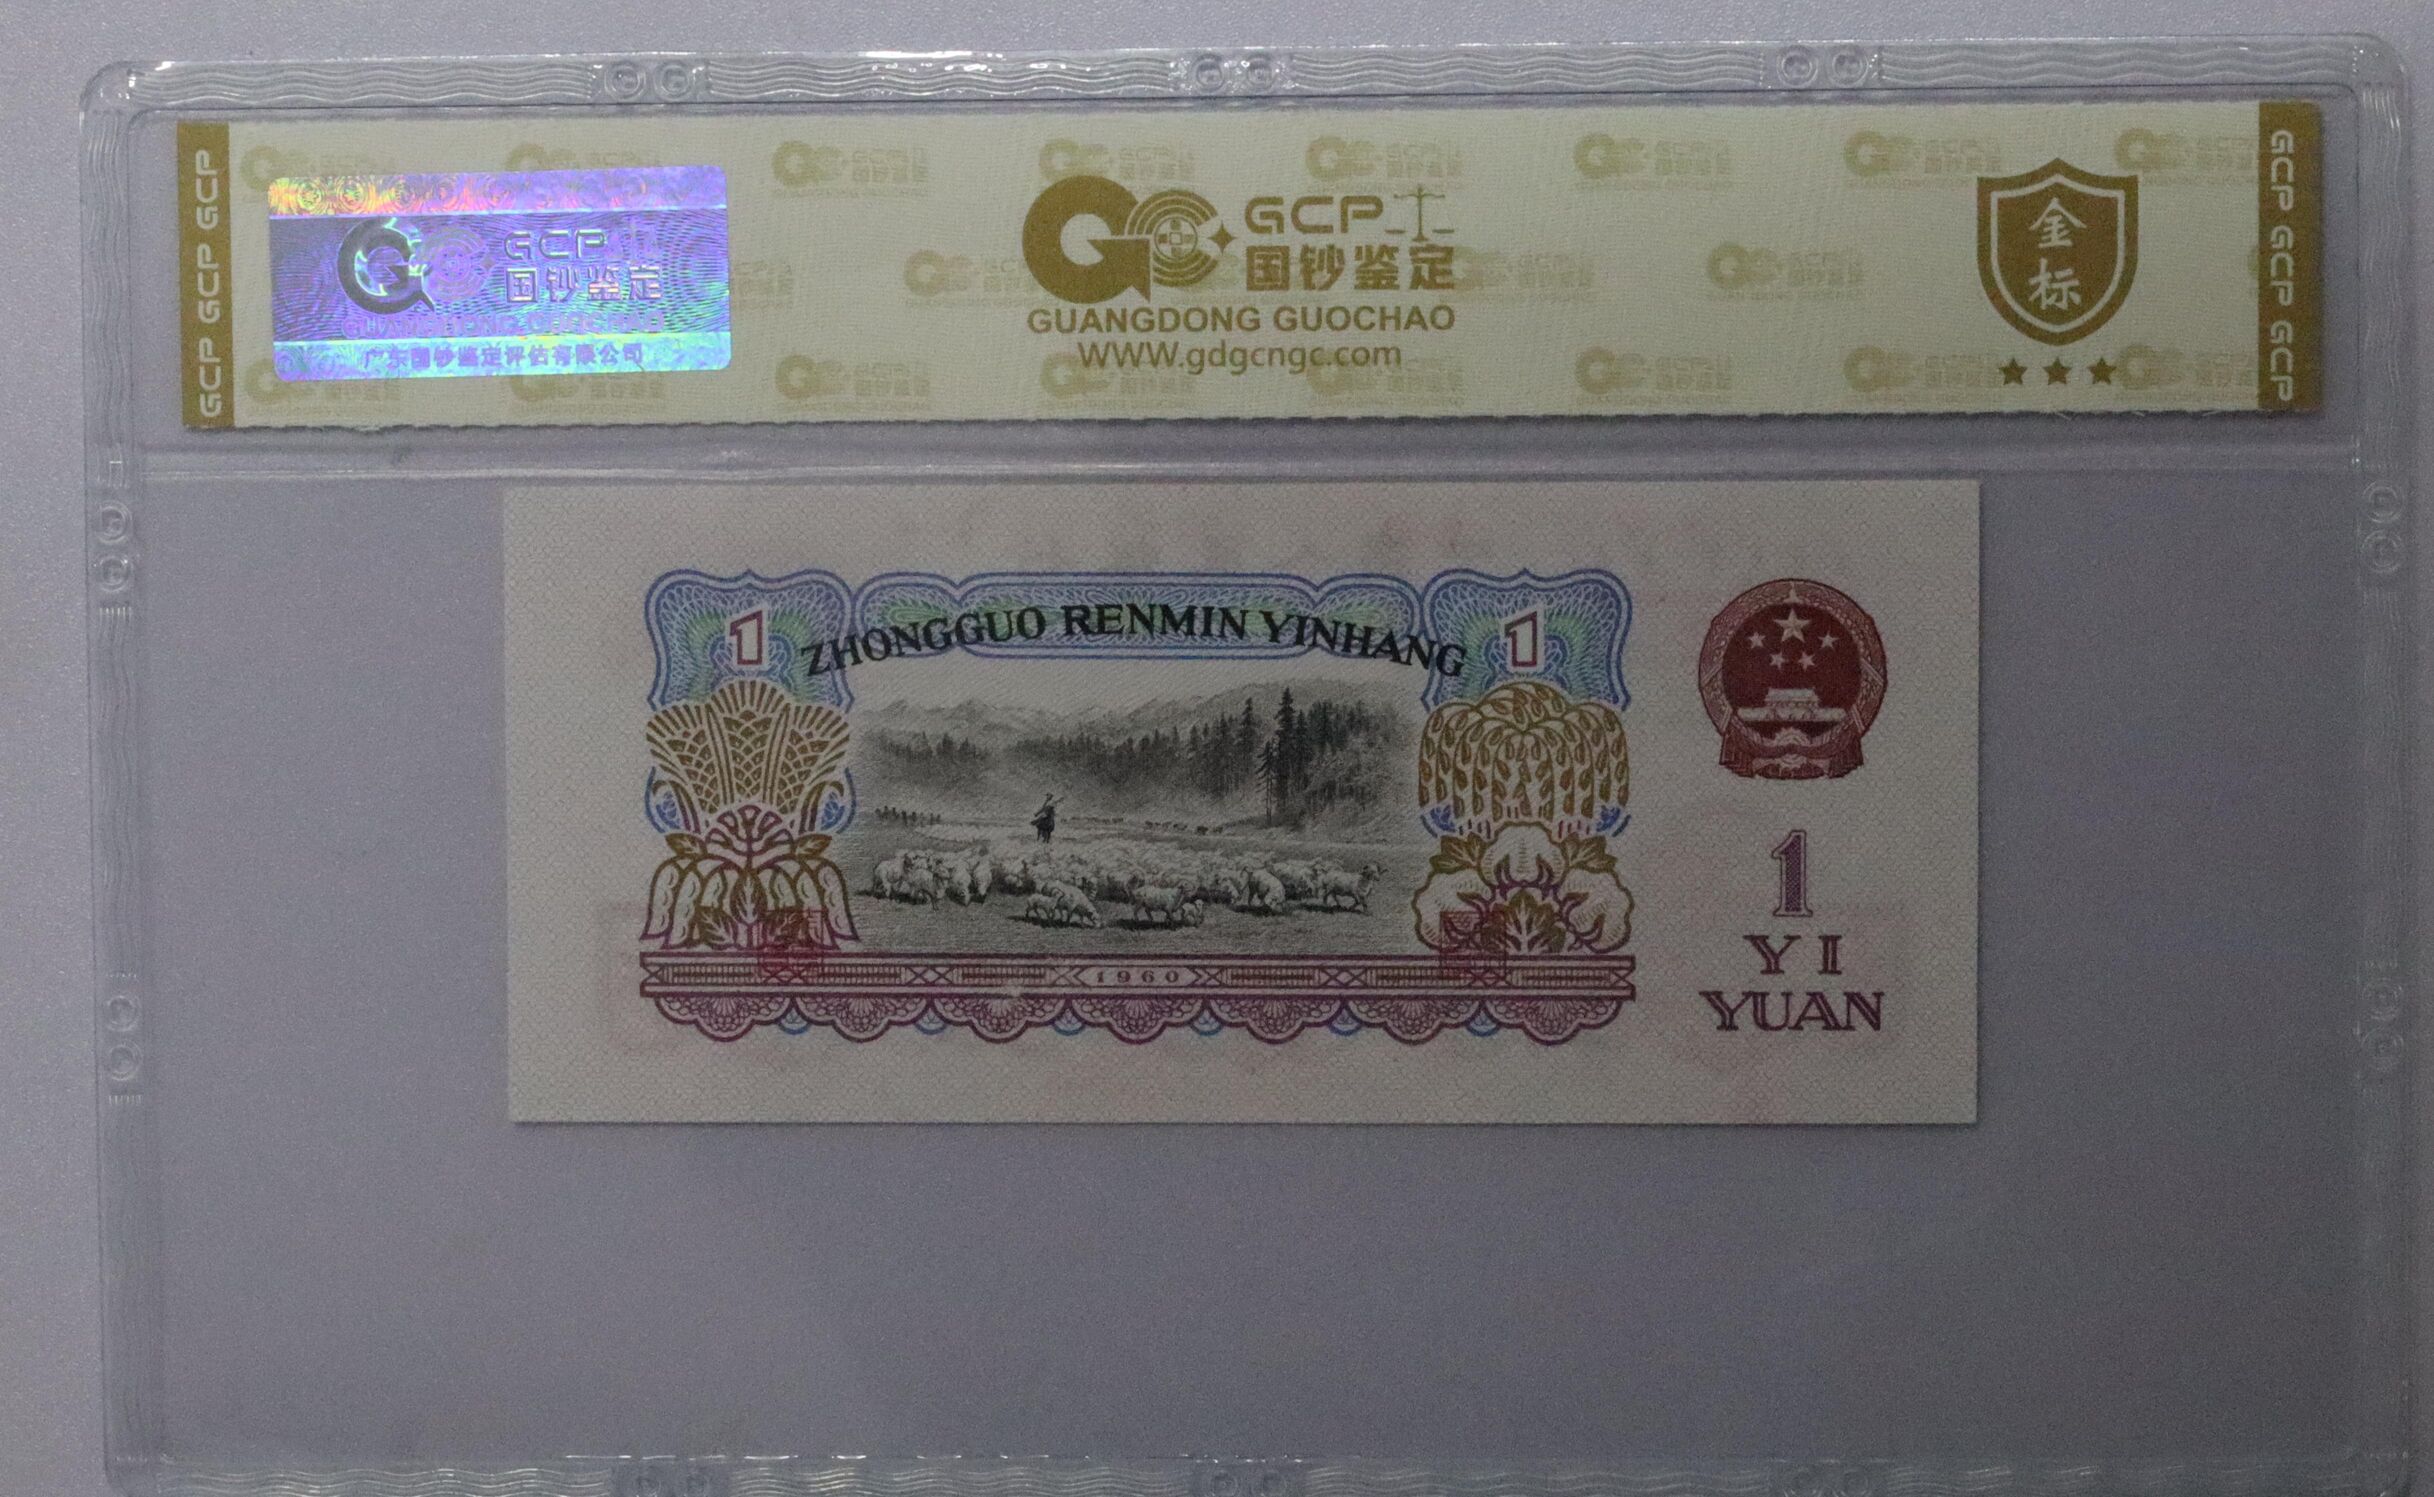 GCP GCP GCP
GCP
国钞鉴定
GUANGDONG GUOCHAO
广东国钞鉴定评估有限公司
GCP
国钞鉴定
GUANGDONG GUOCHAO
WWW.gdgcngc.com
金标
GCP GCP GCP
1
ZHONGGUO RENMIN YINHANG
1
1960
1
YI
YUAN